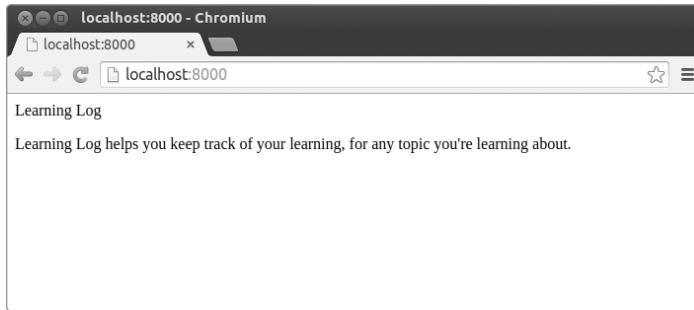 localhost:8000 - Chromium
localhost:8000
localhost:8000
Learning Log
Learning Log helps you keep track of your learning, for any topic you're learning about.